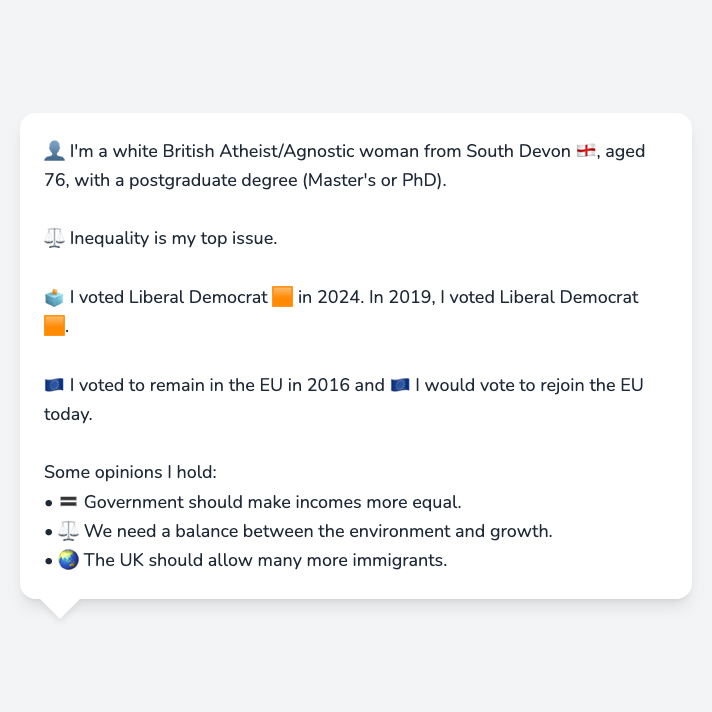 👤 I'm a white British Atheist/Agnostic woman from South Devon 🏴󠁧󠁢󠁥󠁮󠁧󠁿, aged
76, with a postgraduate degree (Master's or PhD).
⚖️ Inequality is my top issue.
🗳️ I voted Liberal Democrat 🟧 in 2024. In 2019, I voted Liberal Democrat
🟧.
🇪🇺 I voted to remain in the EU in 2016 and 🇪🇺 I would vote to rejoin the EU
today.
Some opinions I hold:
• 🟰 Government should make incomes more equal.
• ⚖️ We need a balance between the environment and growth.
• 🌏 The UK should allow many more immigrants.